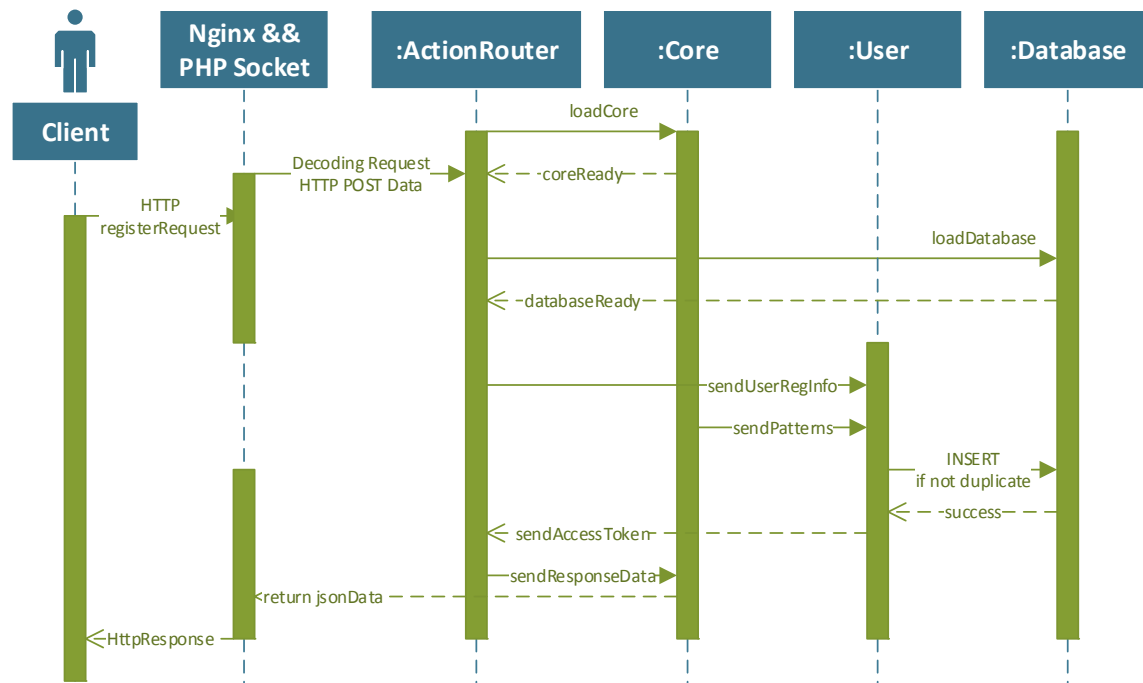 Nginx &&
PHP Socket
:ActionRouter
:Core
:User
:Database
Client
loadCore
Decoding Request
HTTP POST Data
coreReady
HTTP
registerRequest
loadDatabase
databaseReady
sendUserRegInfo
sendPatterns
INSERT
if not duplicate
success
sendAccessToken
sendResponseData
return jsonData
HttpResponse